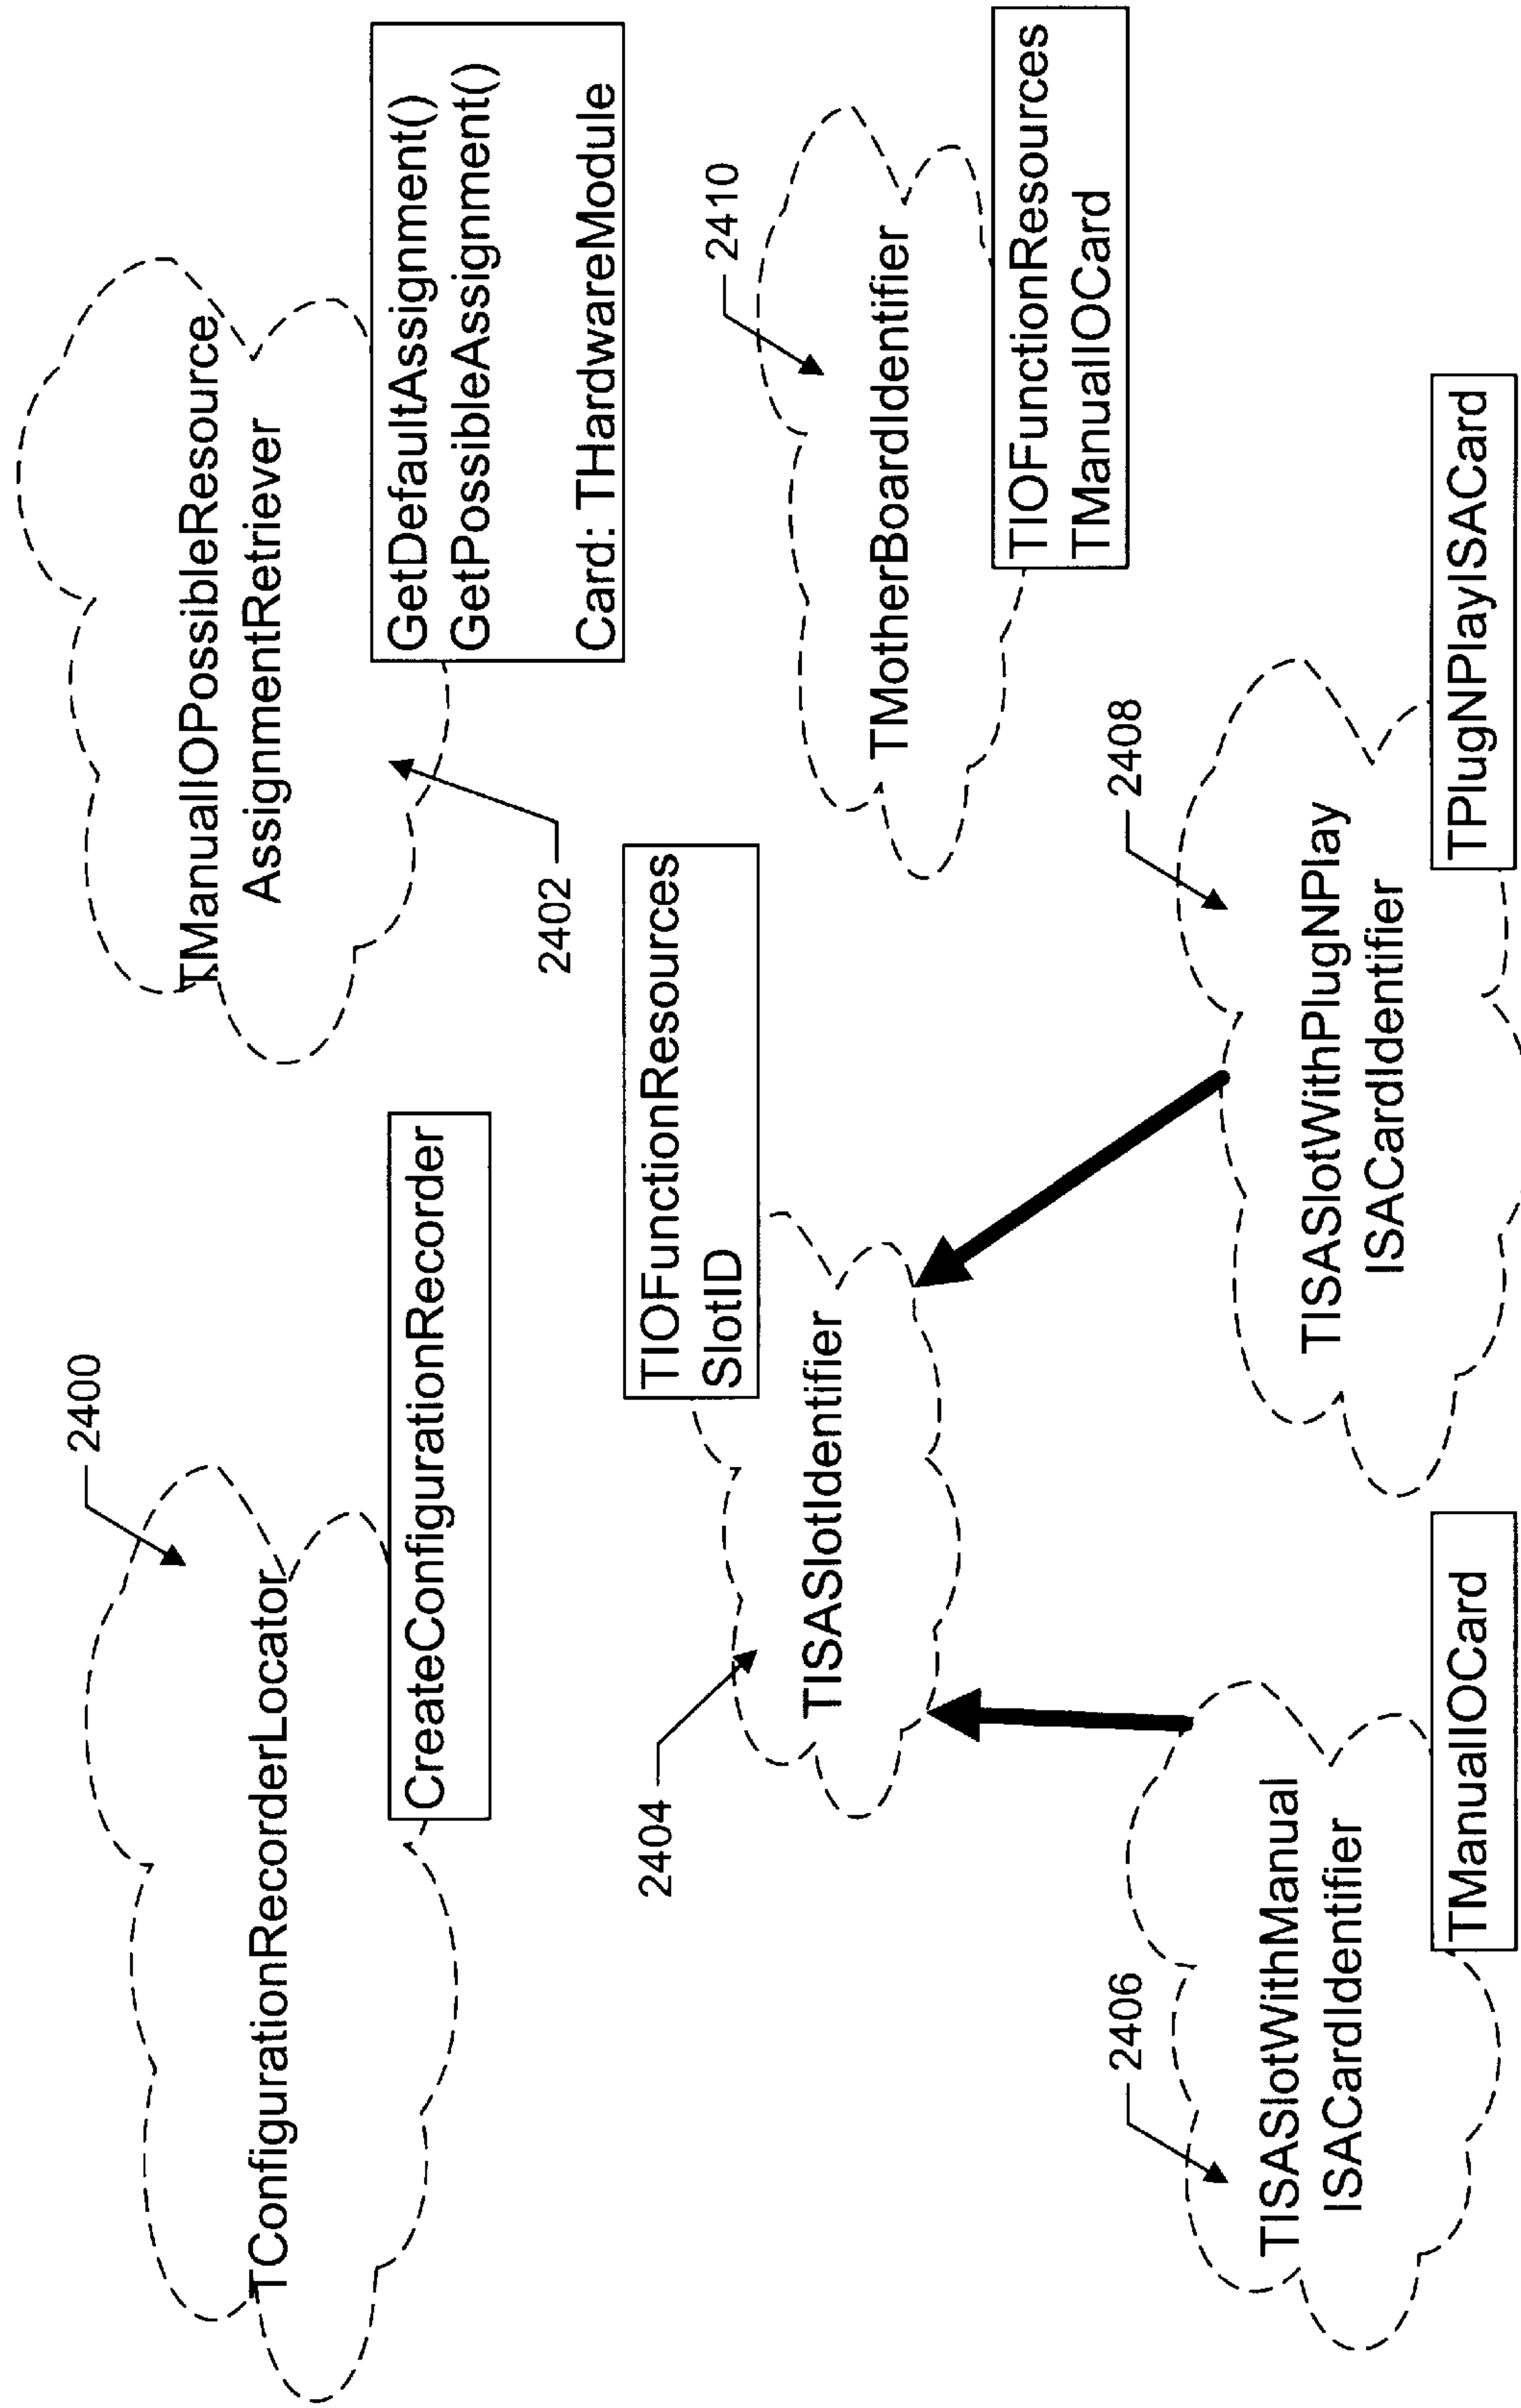 2400
TConfigurationRecorderLocator
CreateConfigurationRecorder
TManualIOPossibleResource
AssignmentRetriever
GetDefaultAssignment()
GetPossibleAssignment()
Card: THardwareModule
2402
2404
TISASlotIdentifier
TIOFunctionResources
SlotID
2410
TMotherBoardIdentifier
TIOFunctionResources
TManualIOCard
2406
TISASlotWithManual
ISACardIdentifier
TManualIOCard
2408
TISASlotWithPlugNPlay
ISACardIdentifier
TPlugNPlayISACard